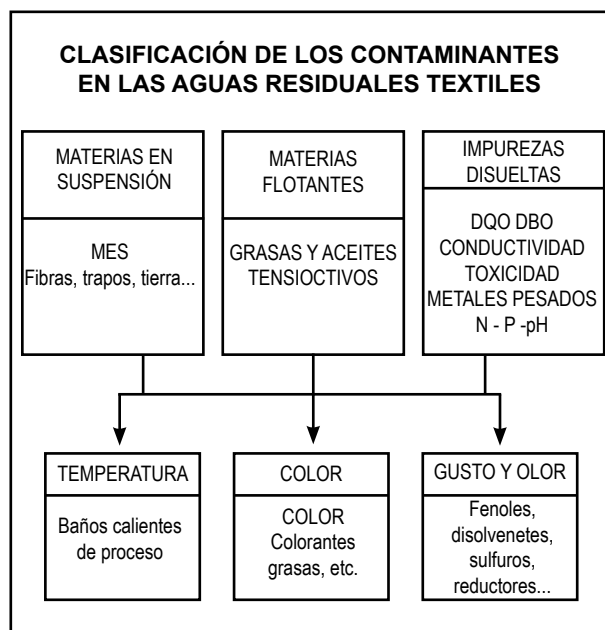 CLASIFICACIÓN DE LOS CONTAMINANTES
EN LAS AGUAS RESIDUALES TEXTILES
MATERIAS EN
SUSPENSIÓN
MES
Fibras, trapos, tierra...
MATERIAS
FLOTANTES
GRASAS Y ACEITES
TENSIOCTIVOS
IMPUREZAS
DISUELTAS
DQO DBO
CONDUCTIVIDAD
TOXICIDAD
METALES PESADOS
N - P -pH
TEMPERATURA
Baños calientes
de proceso
COLOR
COLOR
Colorantes
grasas, etc.
GUSTO Y OLOR
Fenoles,
disolvenetes,
sulfuros,
reductores...